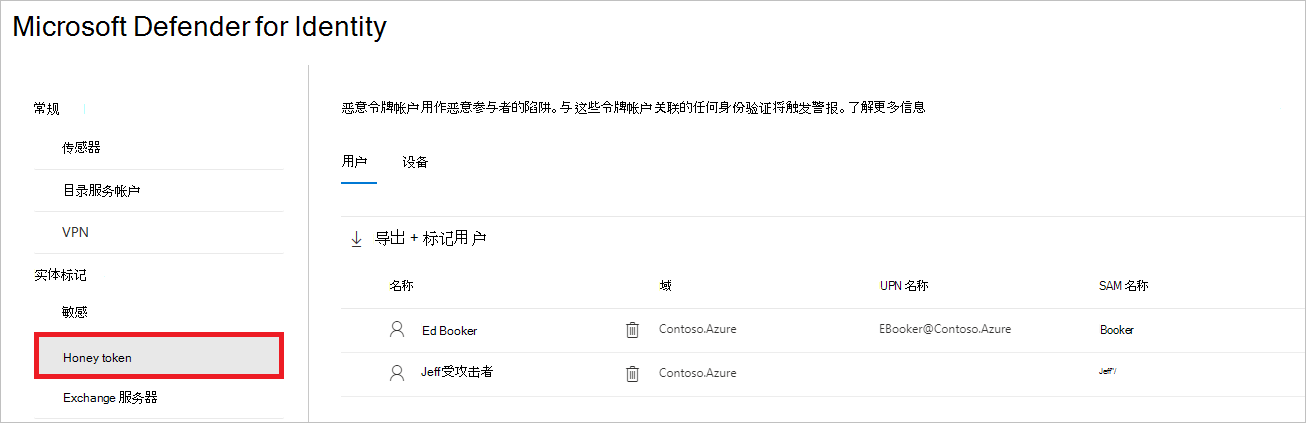 Microsoft Defender for Identity
常规
传感器
目录服务帐户
VPN
实体标记
敏感
Honey token
Exchange 服务器
恶意令牌帐户用作恶意参与者的陷阱。与这些令牌帐户关联的任何身份验证将触发警报。了解更多信息
用户 设备
导出 + 标记用户
名称 域 UPN 名称 SAM 名称
Ed Booker Contoso.Azure EBooker@Contoso.Azure Booker
Jeff受攻击者 Contoso.Azure Jeff'/